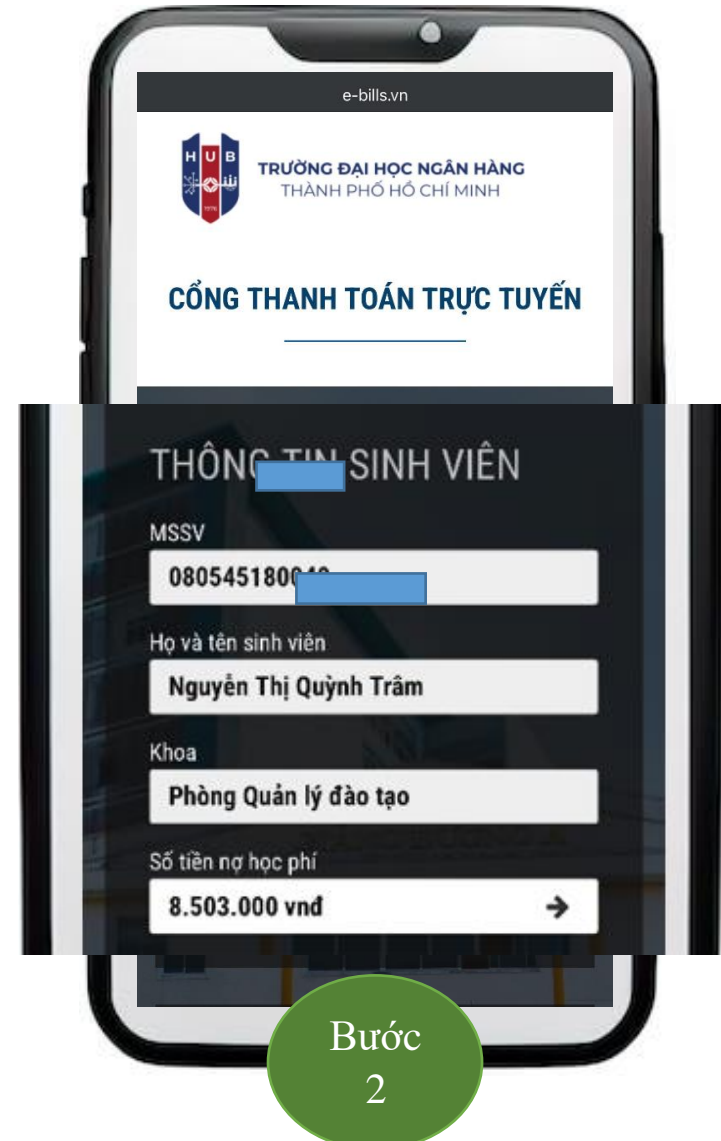 e-bills.vn
H U B
TRƯỜNG ĐẠI HỌC NGÂN HÀNG
THÀNH PHỐ HỒ CHÍ MINH
1976
CỔNG THANH TOÁN TRỰC TUYẾN
THÔNG TIN SINH VIÊN
MSSV
080545180
Họ và tên sinh viên
Nguyễn Thị Quỳnh Trâm
Khoa
Phòng Quản lý đào tạo
Số tiền nợ học phí
8.503.000 vnđ
Bước
2